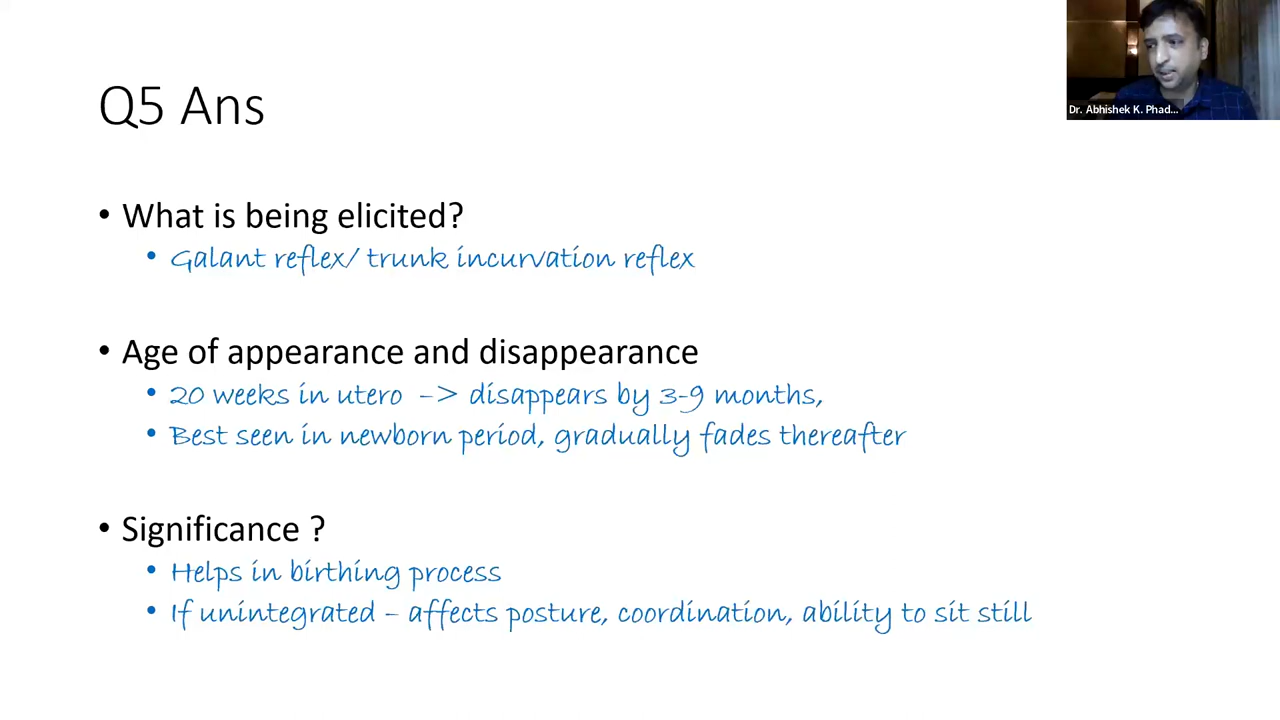 Dr. Abhishek K. Phad...
Q5 Ans
• What is being elicited?
• Galant reflex/ trunk incurvation reflex
• Age of appearance and disappearance
• 20 weeks in utero –> disappears by 3-9 months,
• Best seen in newborn period, gradually fades thereafter
• Significance ?
• Helps in birthing process
• If unintegrated – affects posture, coordination, ability to sit still